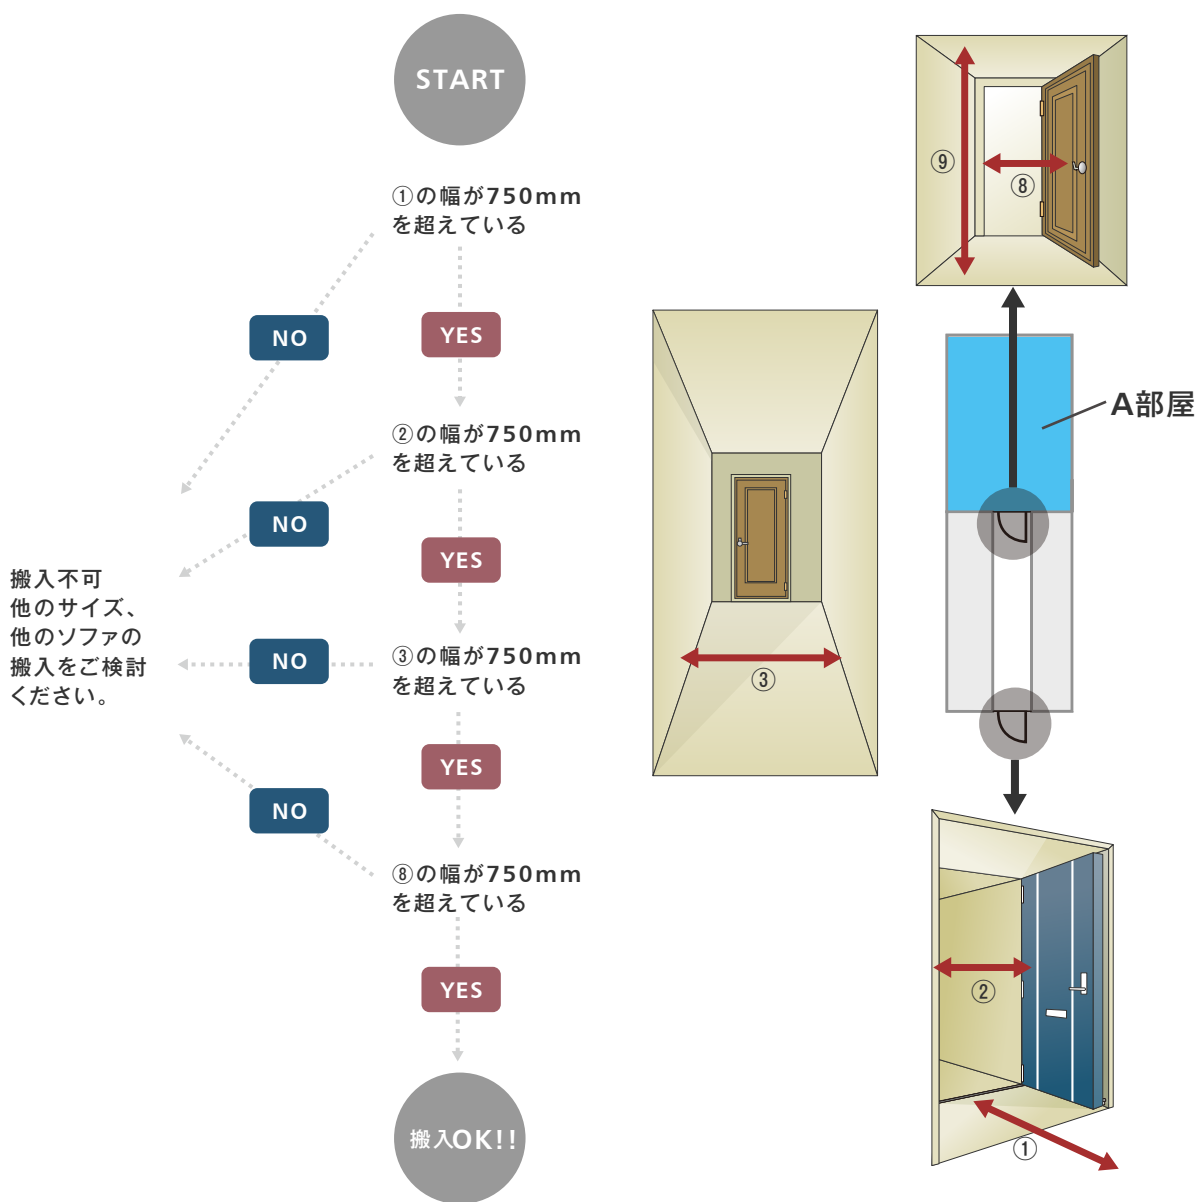 START
①の幅が750mm
を超えている
NO
YES
②の幅が750mm
を超えている
NO
YES
搬入不可
他のサイズ、
他のソファの
搬入をご検討
ください。
③の幅が750mm
を超えている
NO
YES
⑧の幅が750mm
を超えている
NO
YES
搬入OK!!
③
⑨
⑧
A部屋
②
①